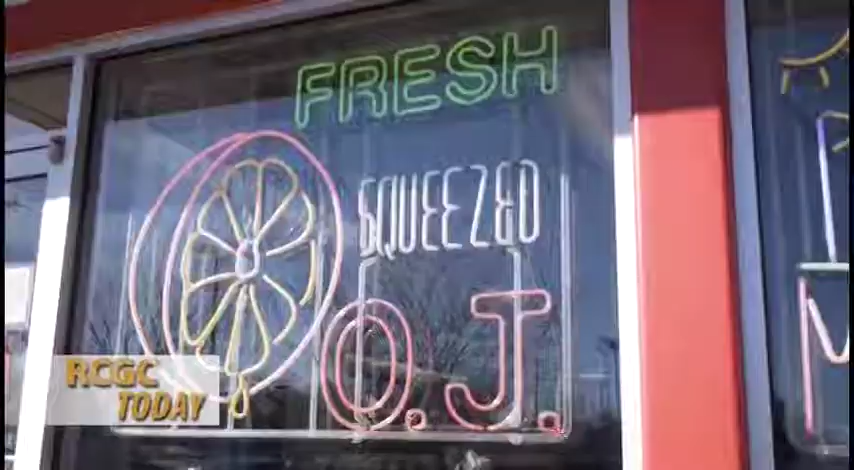 FRESH
SQUEEZED
O.J.
M
RCGC
TODAY